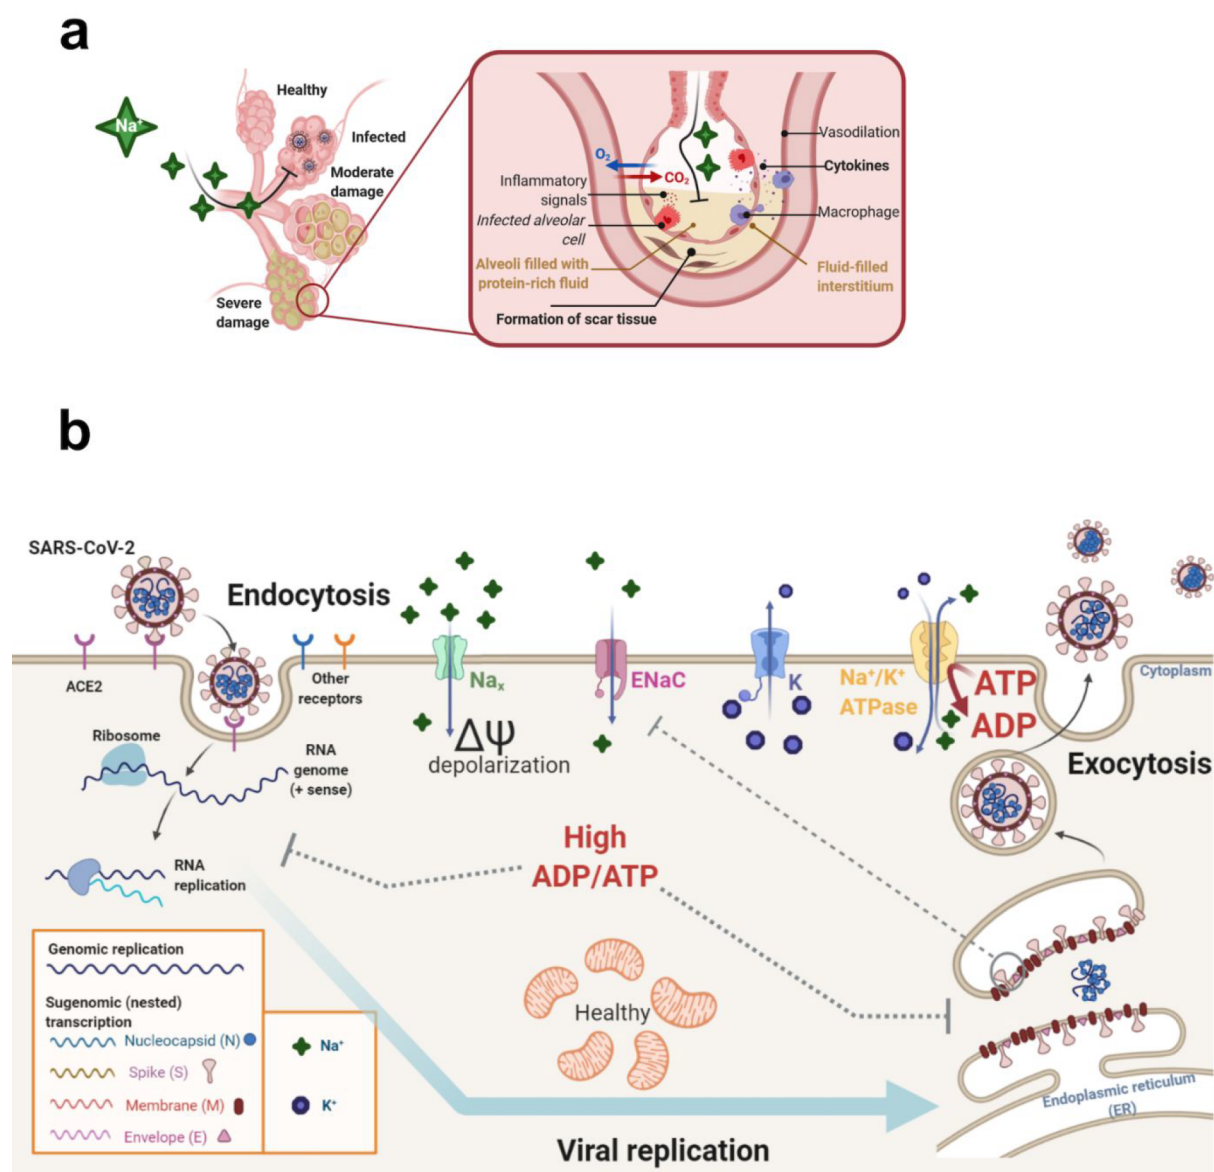 a
Na⁺
Healthy
Infected
Moderate
damage
Severe
damage
O₂
CO₂
Inflammatory
signals
Infected alveolar
cell
Alveoli filled with
protein-rich fluid
Formation of scar tissue
Vasodilation
Cytokines
Macrophage
Fluid-filled
interstitium
b
SARS-CoV-2
Endocytosis
ACE2
Other
receptors
Ribosome
RNA
genome
(+ sense)
RNA
replication
Naₓ
ΔΨ
depolarization
ENaC
K
Na⁺/K⁺
ATPase
ATP
ADP
Cytoplasm
Exocytosis
High
ADP/ATP
Healthy
Endoplasmic reticulum
(ER)
Viral replication
Genomic replication
Sugenomic (nested)
transcription
Nucleocapsid (N)
Spike (S)
Membrane (M)
Envelope (E)
Na⁺
K⁺